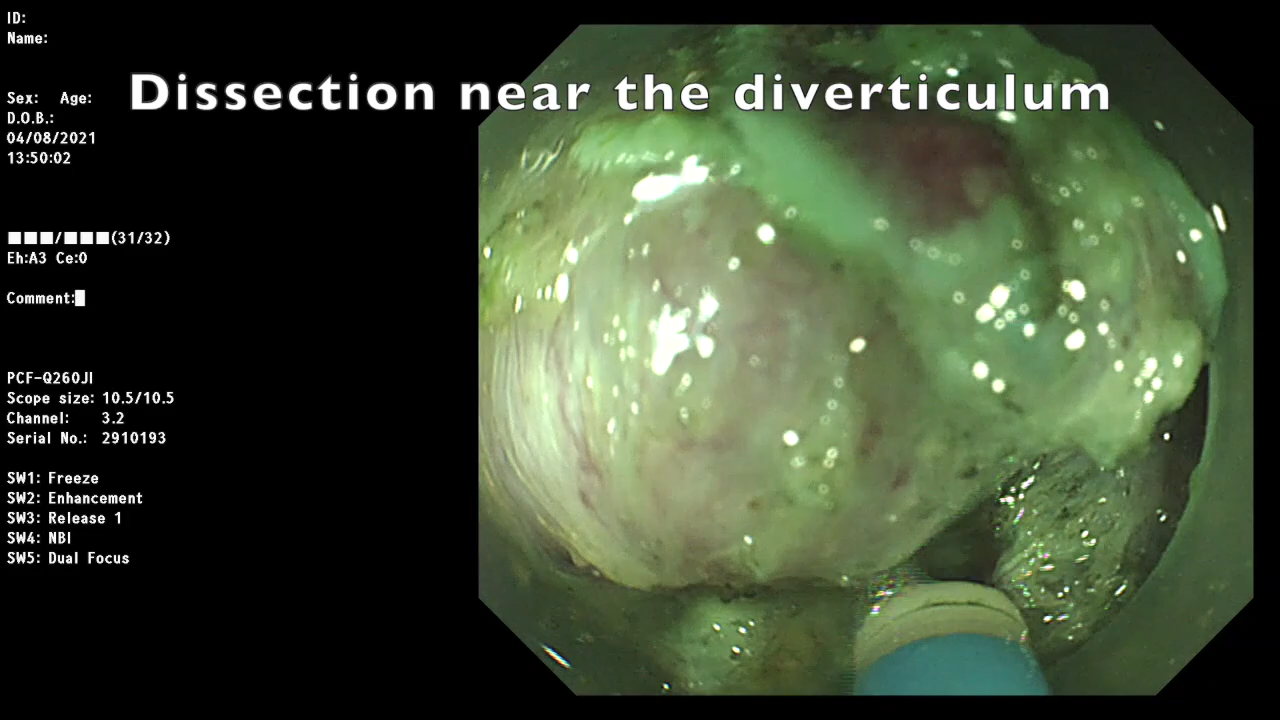 ID:
Name:
Dissection near the diverticulum
Sex: Age:
D.O.B.:
04/08/2021
13:50:02
■■■/■■■(31/32)
Eh:A3 Ce:0
Comment:
PCF-Q260JI
Scope size: 10.5/10.5
Channel: 3.2
Serial No.: 2910193
SW1: Freeze
SW2: Enhancement
SW3: Release 1
SW4: NBI
SW5: Dual Focus